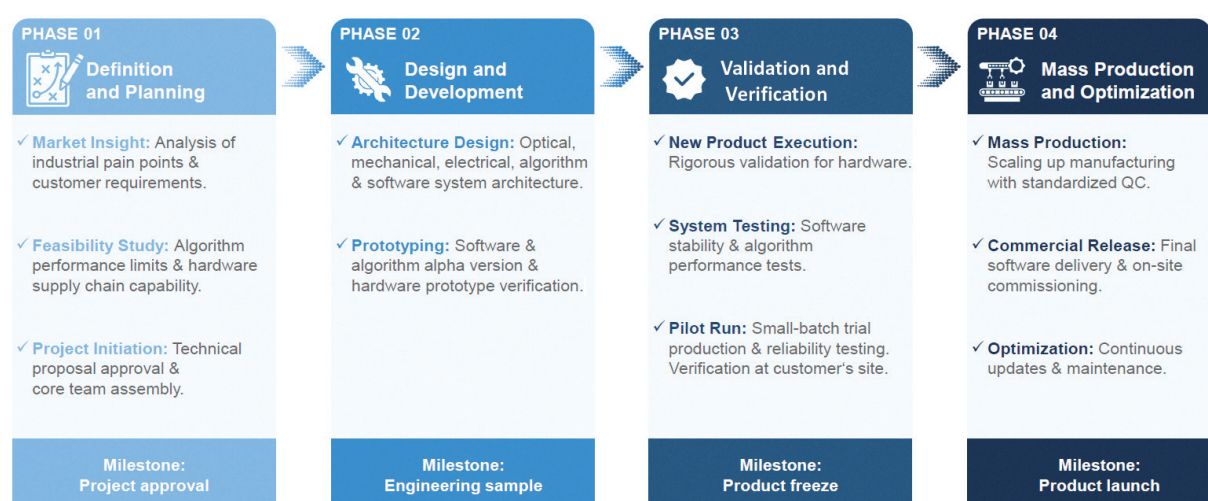 PHASE 01
Definition
and Planning
✓ Market Insight: Analysis of
industrial pain points &
customer requirements.
✓ Feasibility Study: Algorithm
performance limits & hardware
supply chain capability.
✓ Project Initiation: Technical
proposal approval &
core team assembly.
Milestone:
Project approval
PHASE 02
Design and
Development
✓ Architecture Design: Optical,
mechanical, electrical, algorithm
& software system architecture.
✓ Prototyping: Software &
algorithm alpha version &
hardware prototype verification.
Milestone:
Engineering sample
PHASE 03
Validation and
Verification
✓ New Product Execution:
Rigorous validation for hardware.
✓ System Testing: Software
stability & algorithm
performance tests.
✓ Pilot Run: Small-batch trial
production & reliability testing.
Verification at customer's site.
Milestone:
Product freeze
PHASE 04
Mass Production
and Optimization
✓ Mass Production:
Scaling up manufacturing
with standardized QC.
✓ Commercial Release: Final
software delivery & on-site
commissioning.
✓ Optimization: Continuous
updates & maintenance.
Milestone:
Product launch